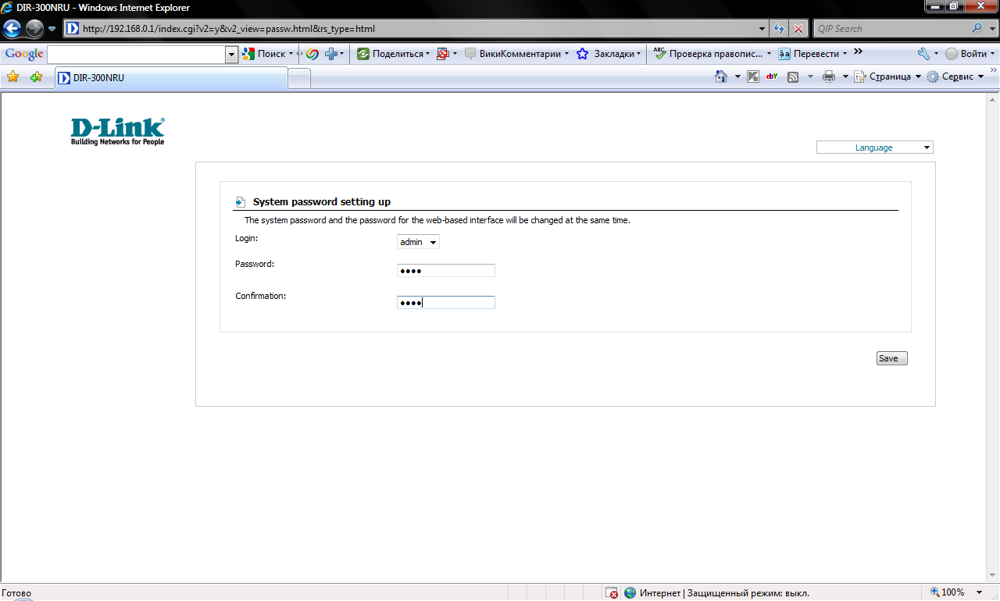 DIR-300NRU - Windows Internet Explorer
http://192.168.0.1/index.cgi?v2=y&v2_view=passw.html&rs_type=html
QIP Search
Google
Поиск
Поделиться
ВикиКомментарии
Закладки
ABC
Проверка правопис...
Перевести
Войти
DIR-300NRU
ebY
Страница
Сервис
D-Link®
Building Networks for People
Language
System password setting up
The system password and the password for the web-based interface will be changed at the same time.
Login:
admin
Password:
••••
Confirmation:
••••
Save
Готово
Интернет | Защищенный режим: выкл.
100%